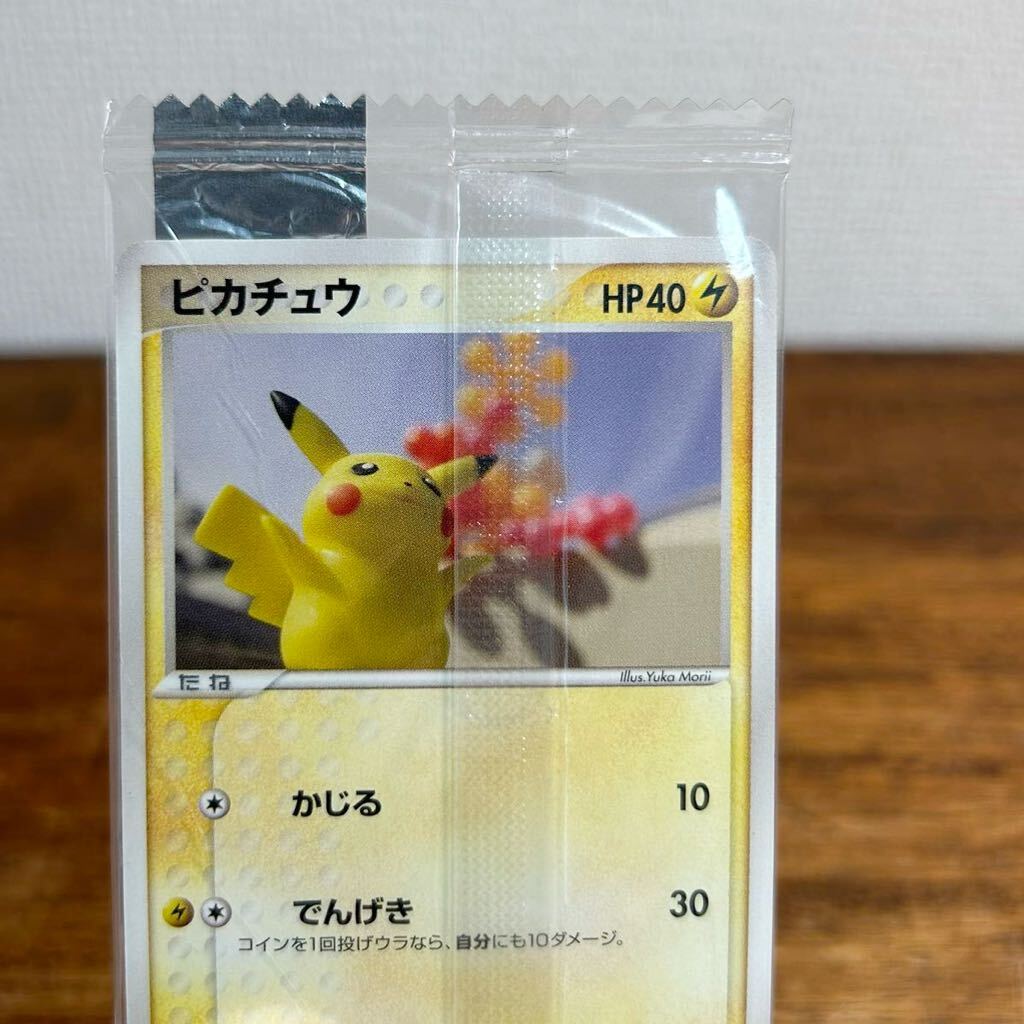 ピカチュウ HP40
たね Illus.Yuka Morii
かじる 10
でんげき 30
コインを1回投げウラなら、自分にも10ダメージ。